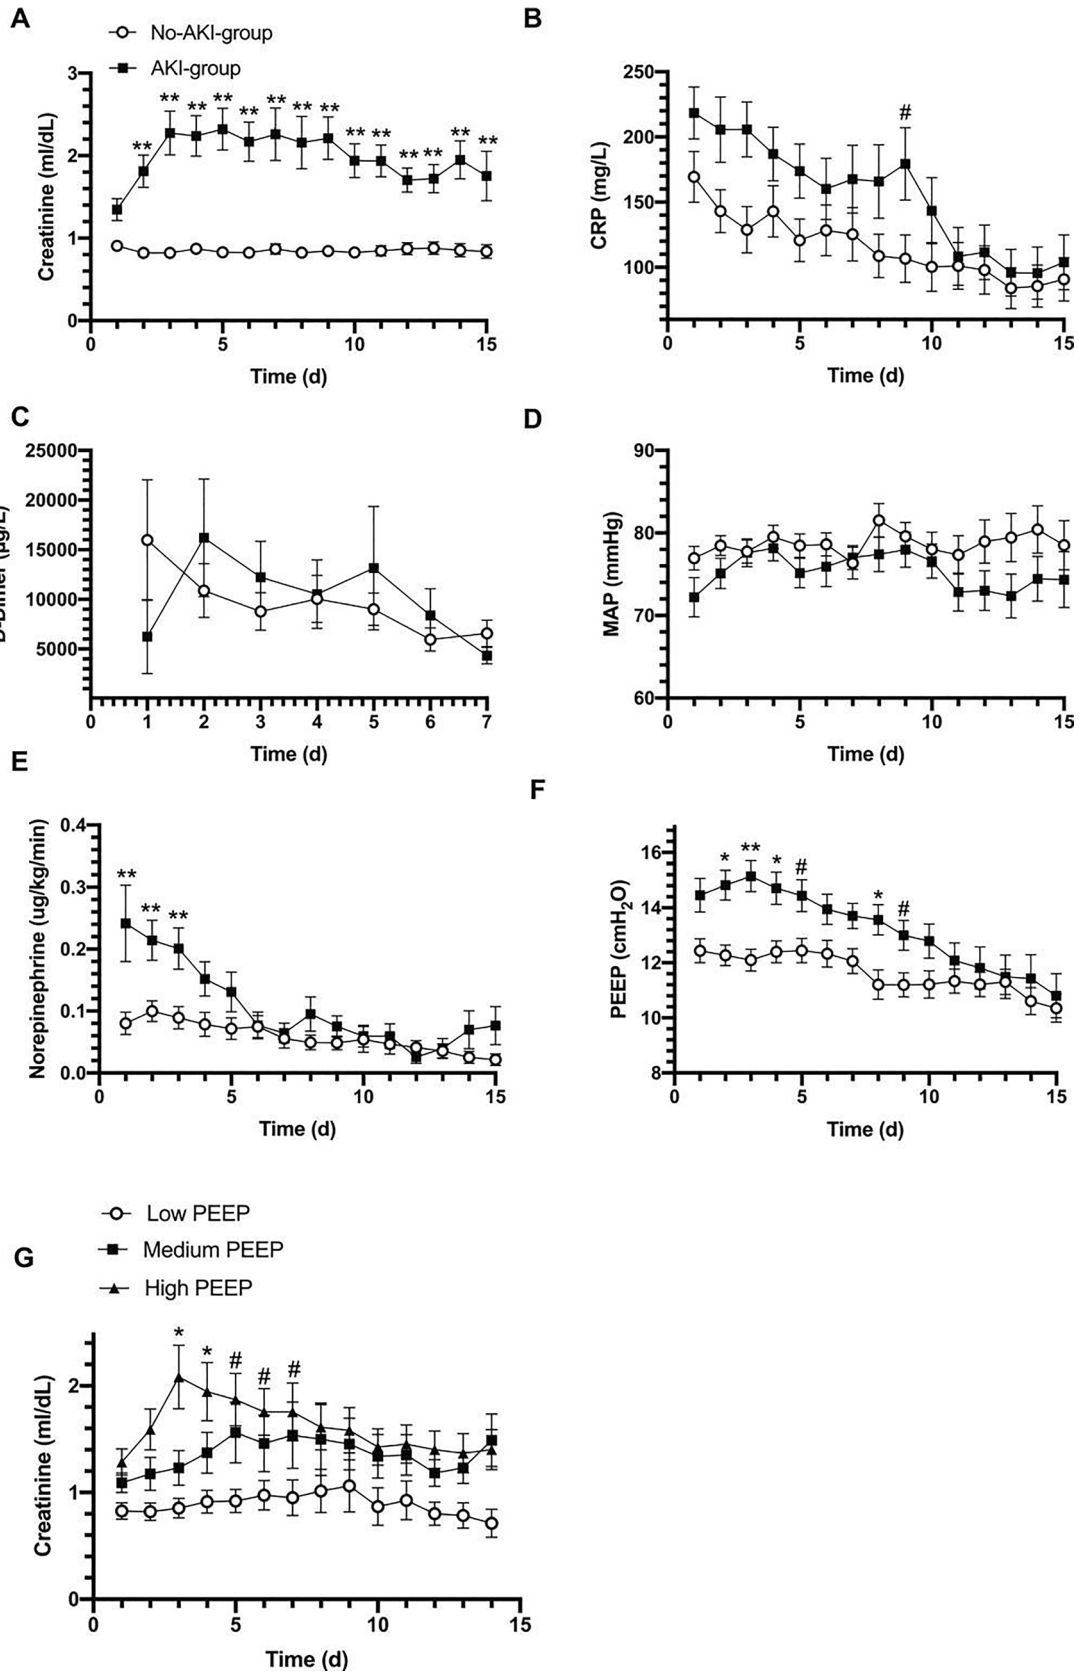 A
No-AKI-group
AKI-group
3
2
1
0
Creatinine (ml/dL)
** ** ** ** ** ** ** ** ** ** ** ** ** **
0 5 10 15
Time (d)
B
250
200
150
100
CRP (mg/L)
#
0 5 10 15
Time (d)
C
25000
20000
15000
10000
5000
0 1 2 3 4 5 6 7
Time (d)
D
90
80
70
60
MAP (mmHg)
0 5 10 15
Time (d)
E
0.4
0.3
0.2
0.1
0.0
Norepinephrine (ug/kg/min)
** ** **
0 5 10 15
Time (d)
F
16
14
12
10
8
PEEP (cmH2O)
* ** * # * #
0 5 10 15
Time (d)
G
Low PEEP
Medium PEEP
High PEEP
2
1
0
Creatinine (ml/dL)
* * # # #
0 5 10 15
Time (d)